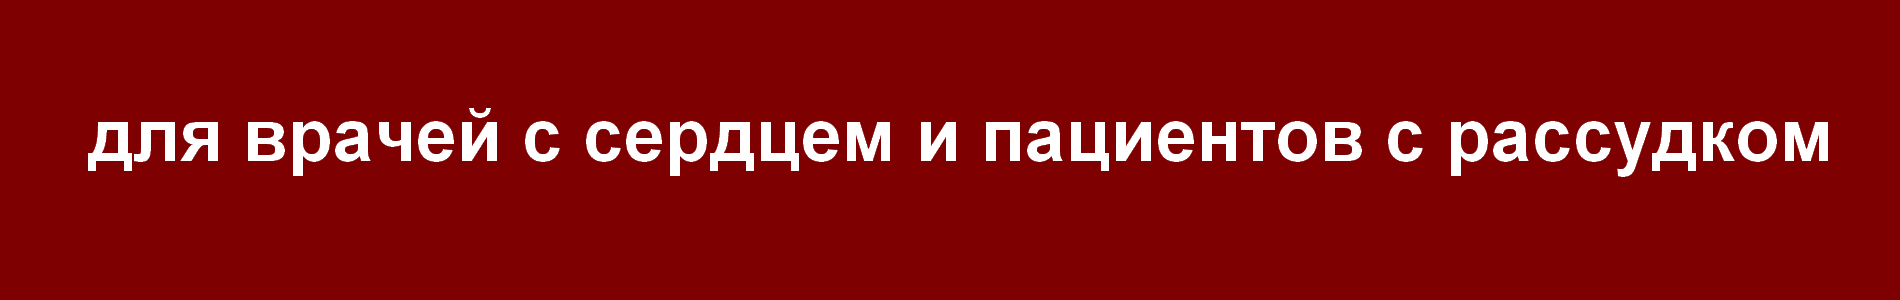 для врачей с сердцем и пациентов с рассудком